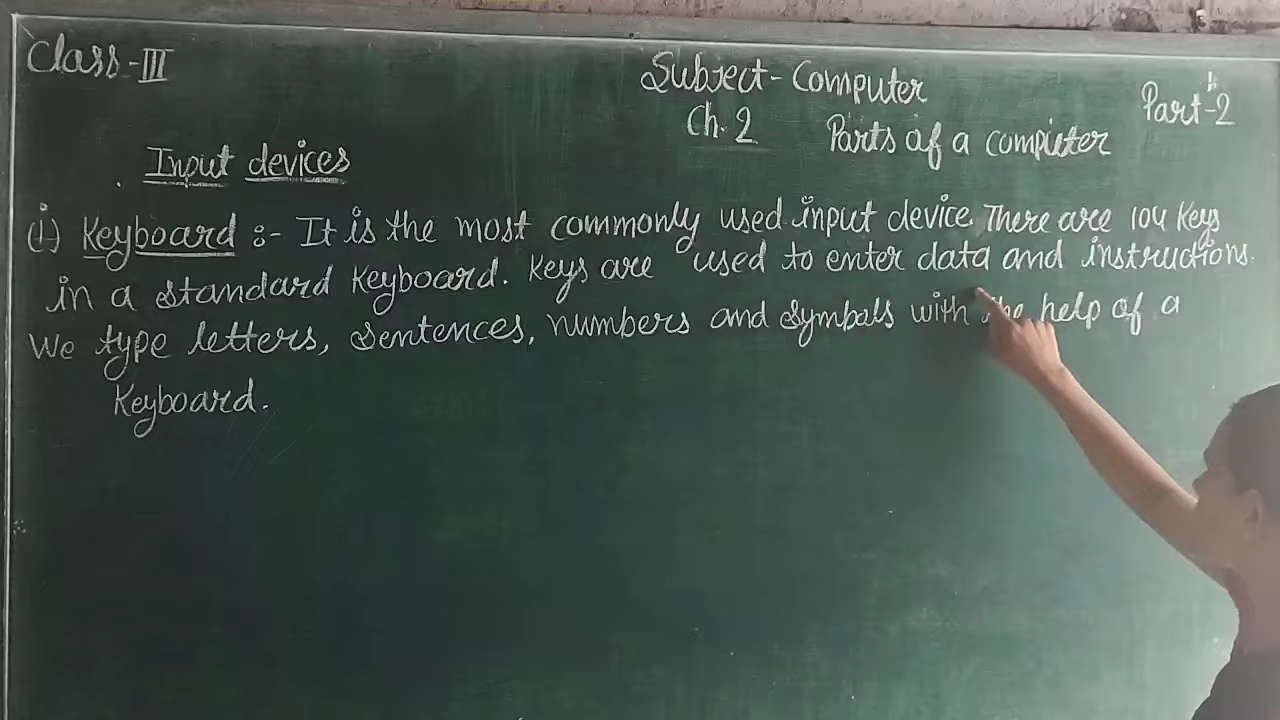 Class-III
Subject-Computer
Part-2
Ch. 2 Parts of a computer
Input devices
(i) Keyboard :- It is the most commonly used input device. There are 104 Keys
in a standard Keyboard. Keys are used to enter data and instructions.
We type letters, sentences, numbers and symbols with the help of a
Keyboard.